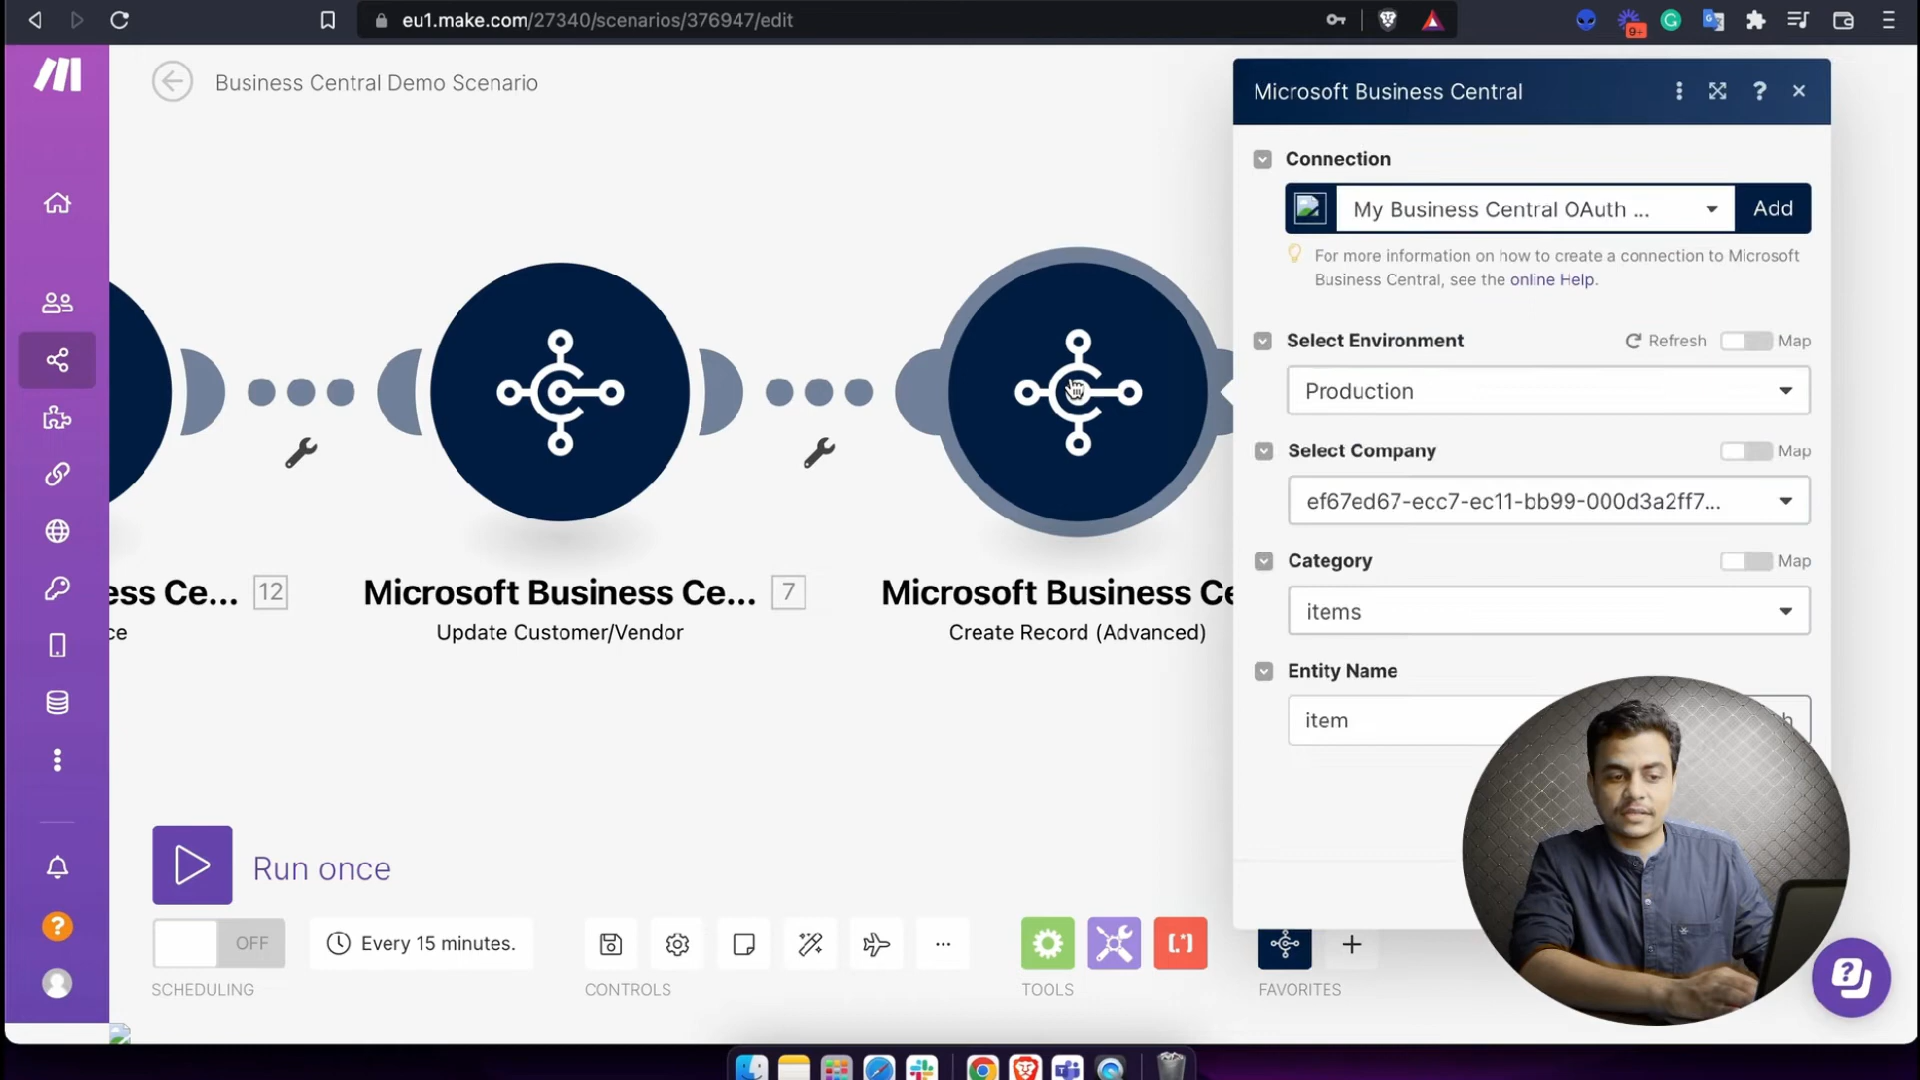 eu1.make.com/27340/scenarios/376947/edit
9+
Business Central Demo Scenario
Microsoft Business Central
?
Connection
My Business Central OAuth ...
Add
For more information on how to create a connection to Microsoft
Business Central, see the online Help.
Select Environment
Refresh
Map
Production
Select Company
Map
ef67ed67-ecc7-ec11-bb99-000d3a2ff7...
Category
Map
items
Entity Name
item
ess Ce...
12
ce
Microsoft Business Ce...
7
Update Customer/Vendor
Microsoft Business Ce
Create Record (Advanced)
Run once
OFF
Every 15 minutes.
SCHEDULING
CONTROLS
TOOLS
FAVORITES